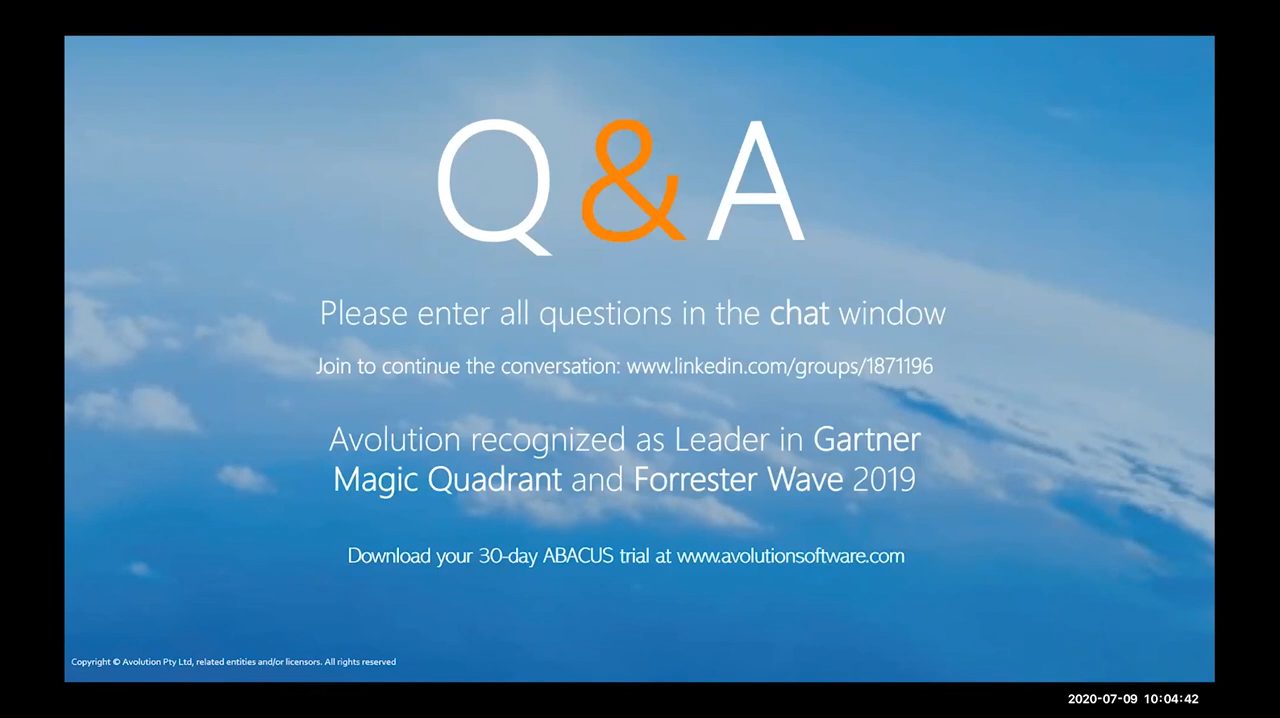 Q & A
Please enter all questions in the chat window
Join to continue the conversation: www.linkedin.com/groups/1871196
Avolution recognized as Leader in Gartner
Magic Quadrant and Forrester Wave 2019
Download your 30-day ABACUS trial at www.avolutionsoftware.com
Copyright © Avolution Pty Ltd, related entities and/or licensors. All rights reserved
2020-07-09 10:04:42